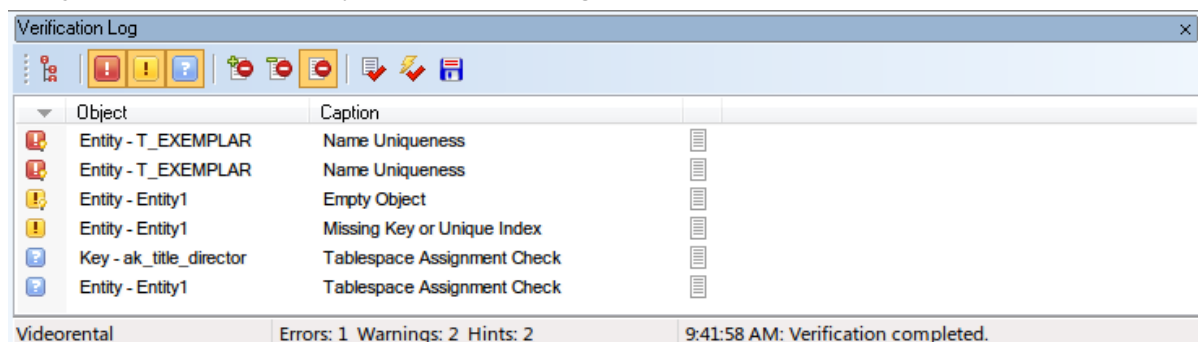 Verification Log
Object Caption
Entity - T_EXEMPLAR Name Uniqueness
Entity - T_EXEMPLAR Name Uniqueness
Entity - Entity1 Empty Object
Entity - Entity1 Missing Key or Unique Index
Key - ak_title_director Tablespace Assignment Check
Entity - Entity1 Tablespace Assignment Check
Videorental Errors: 1 Warnings: 2 Hints: 2 9:41:58 AM: Verification completed.